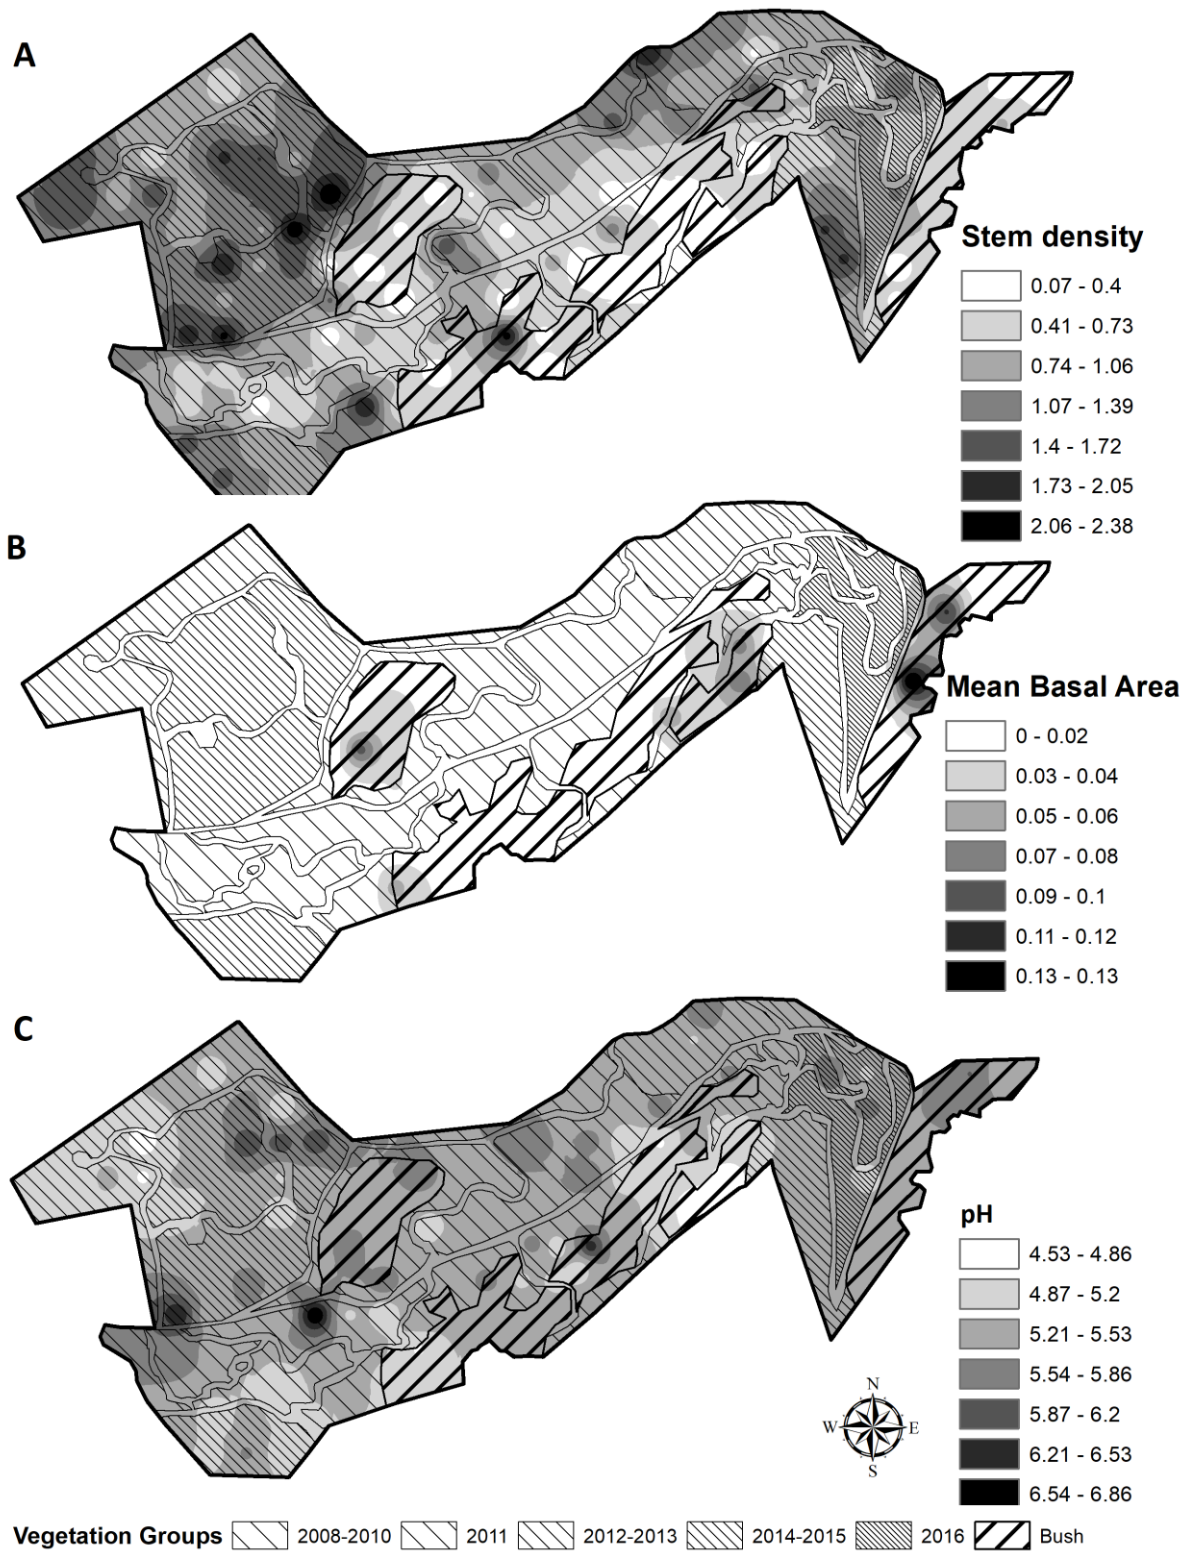 A
Stem density
0.07 - 0.4
0.41 - 0.73
0.74 - 1.06
1.07 - 1.39
1.4 - 1.72
1.73 - 2.05
2.06 - 2.38
B
Mean Basal Area
0 - 0.02
0.03 - 0.04
0.05 - 0.06
0.07 - 0.08
0.09 - 0.1
0.11 - 0.12
0.13 - 0.13
C
pH
4.53 - 4.86
4.87 - 5.2
5.21 - 5.53
5.54 - 5.86
5.87 - 6.2
6.21 - 6.53
6.54 - 6.86
N
W E
S
Vegetation Groups 2008-2010 2011 2012-2013 2014-2015 2016 Bush